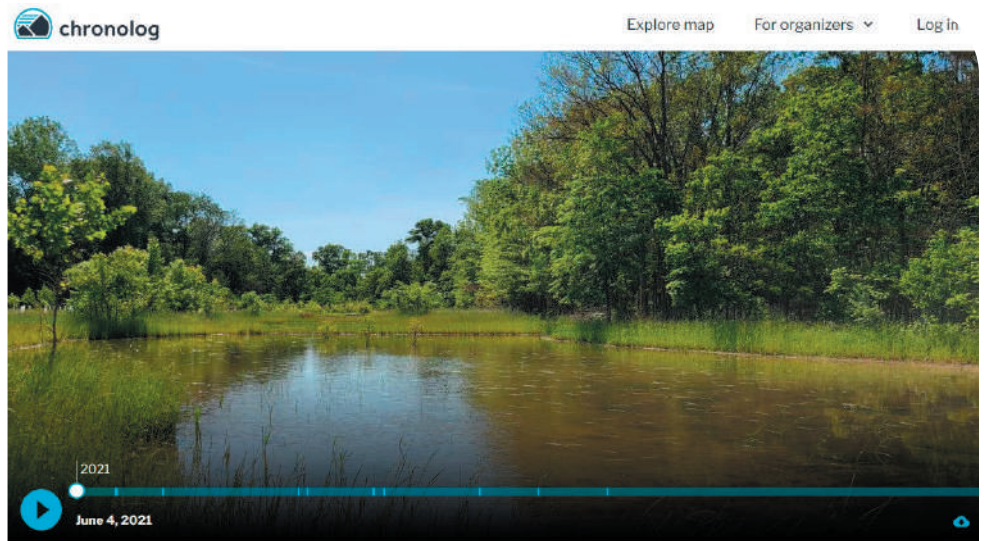 chronolog
Explore map
For organizers
Log in
2021
June 4, 2021